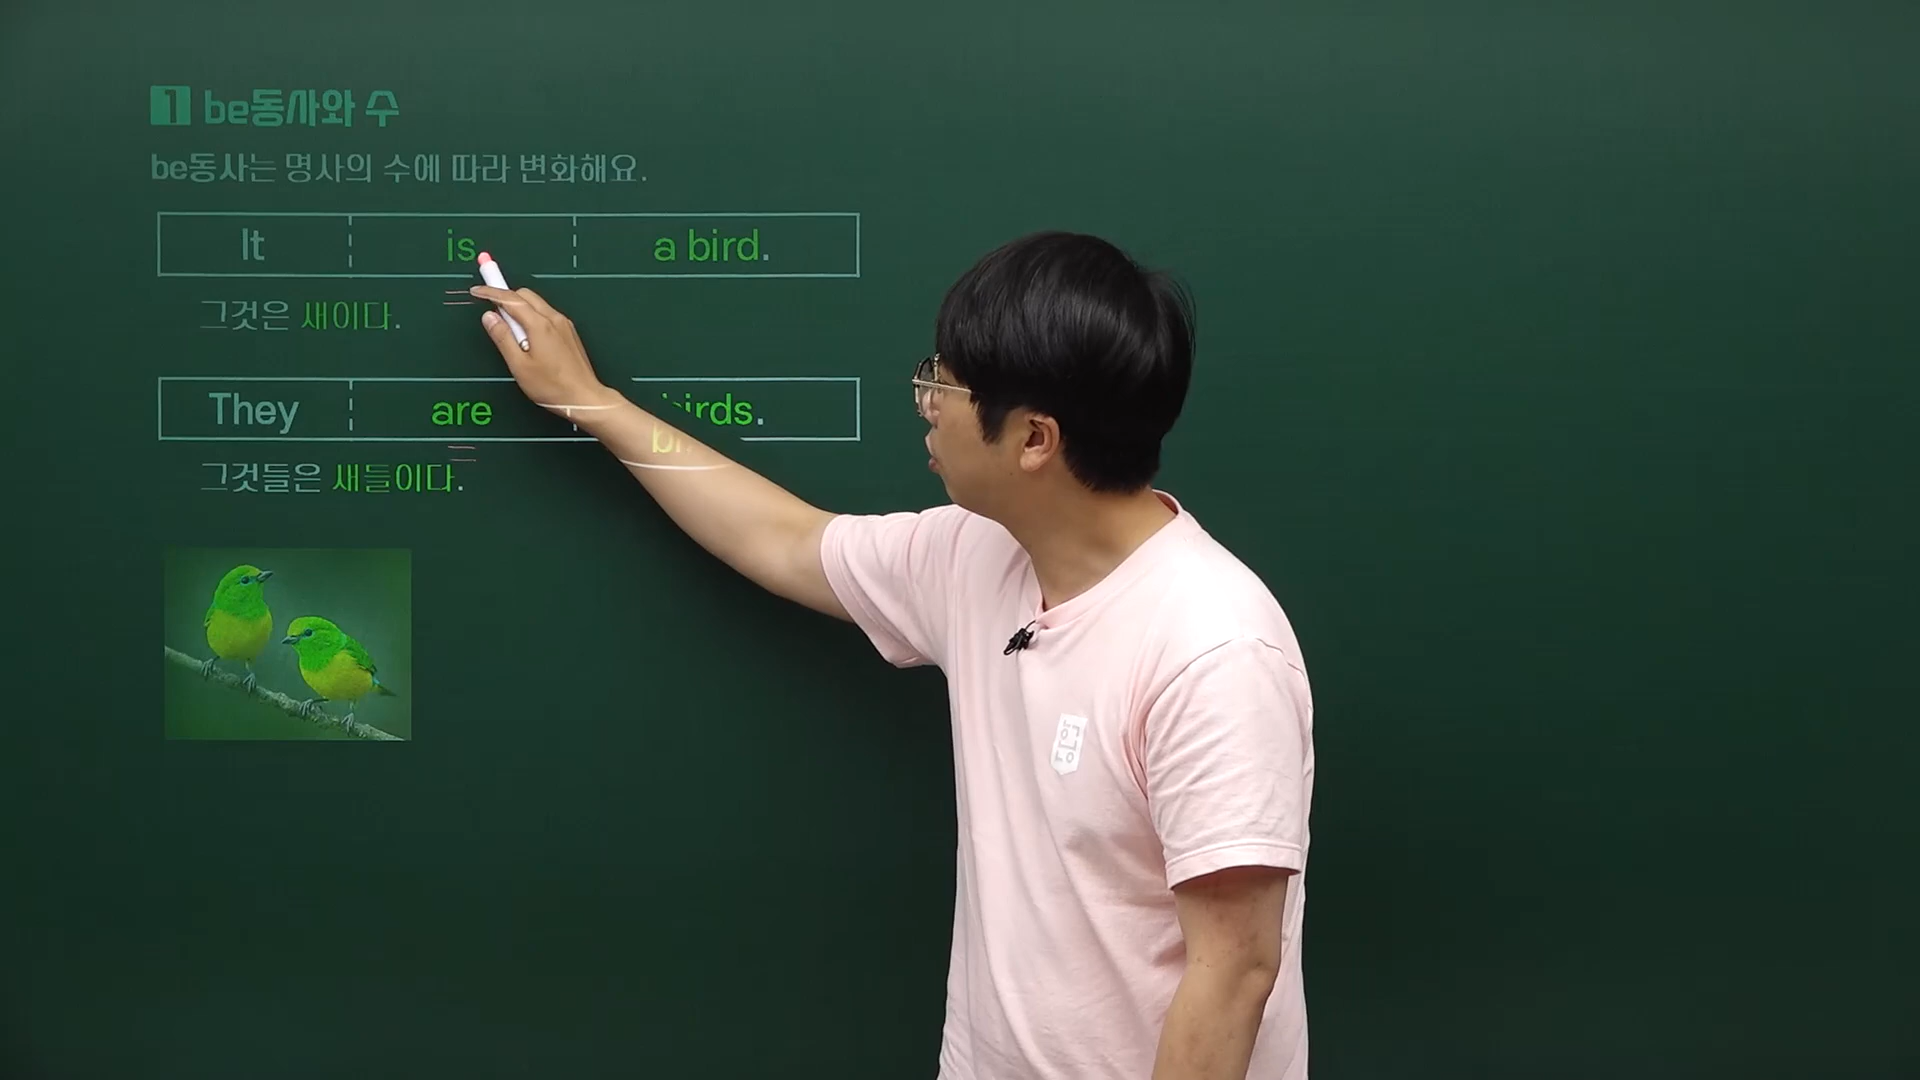 1 be동사와 수
be동사는 명사의 수에 따라 변화해요.
It is a bird.
그것은 새이다.
They are birds.
그것들은 새들이다.